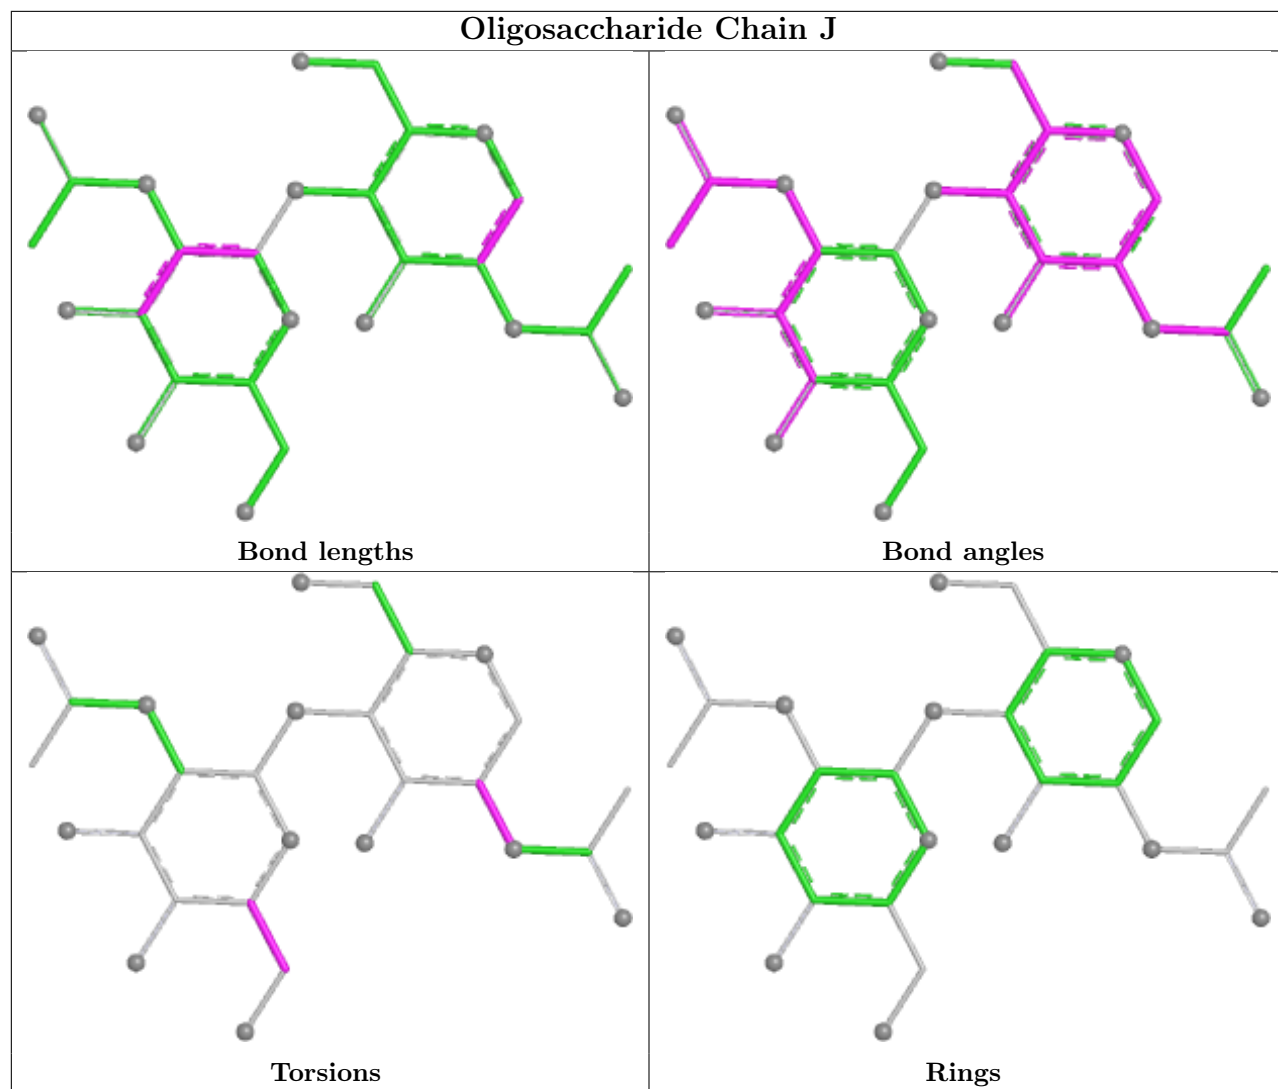 Oligosaccharide Chain J
Bond lengths
Bond angles
Torsions
Rings